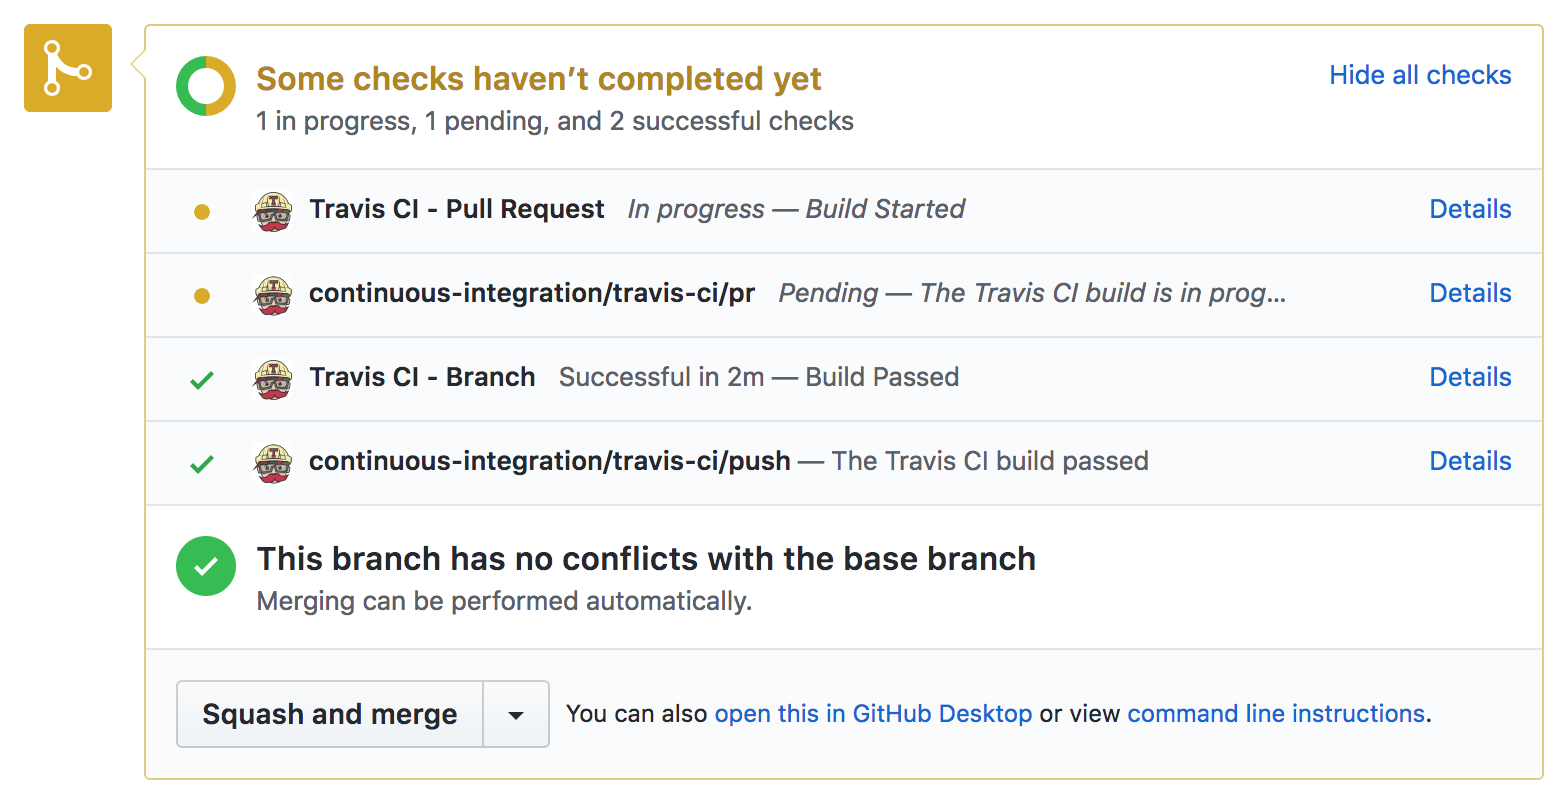 Some checks haven’t completed yet
Hide all checks
1 in progress, 1 pending, and 2 successful checks
Travis CI - Pull Request In progress — Build Started Details
continuous-integration/travis-ci/pr Pending — The Travis CI build is in prog... Details
Travis CI - Branch Successful in 2m — Build Passed Details
continuous-integration/travis-ci/push — The Travis CI build passed Details
This branch has no conflicts with the base branch
Merging can be performed automatically.
Squash and merge You can also open this in GitHub Desktop or view command line instructions.